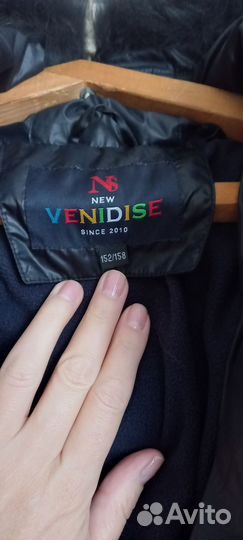 NS
NEW
VENIDISE
SINCE 2010
152/158
Avito